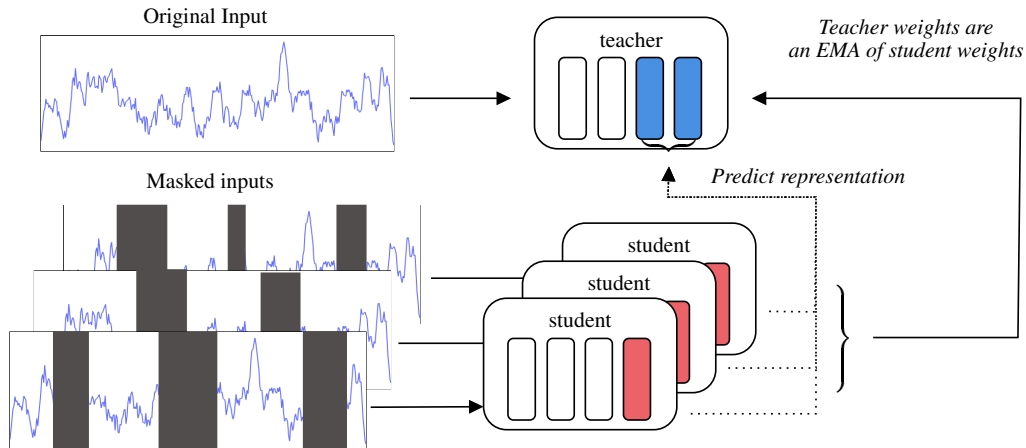 Original Input
teacher
Teacher weights are
an EMA of student weights
Masked inputs
Predict representation
student
student
student